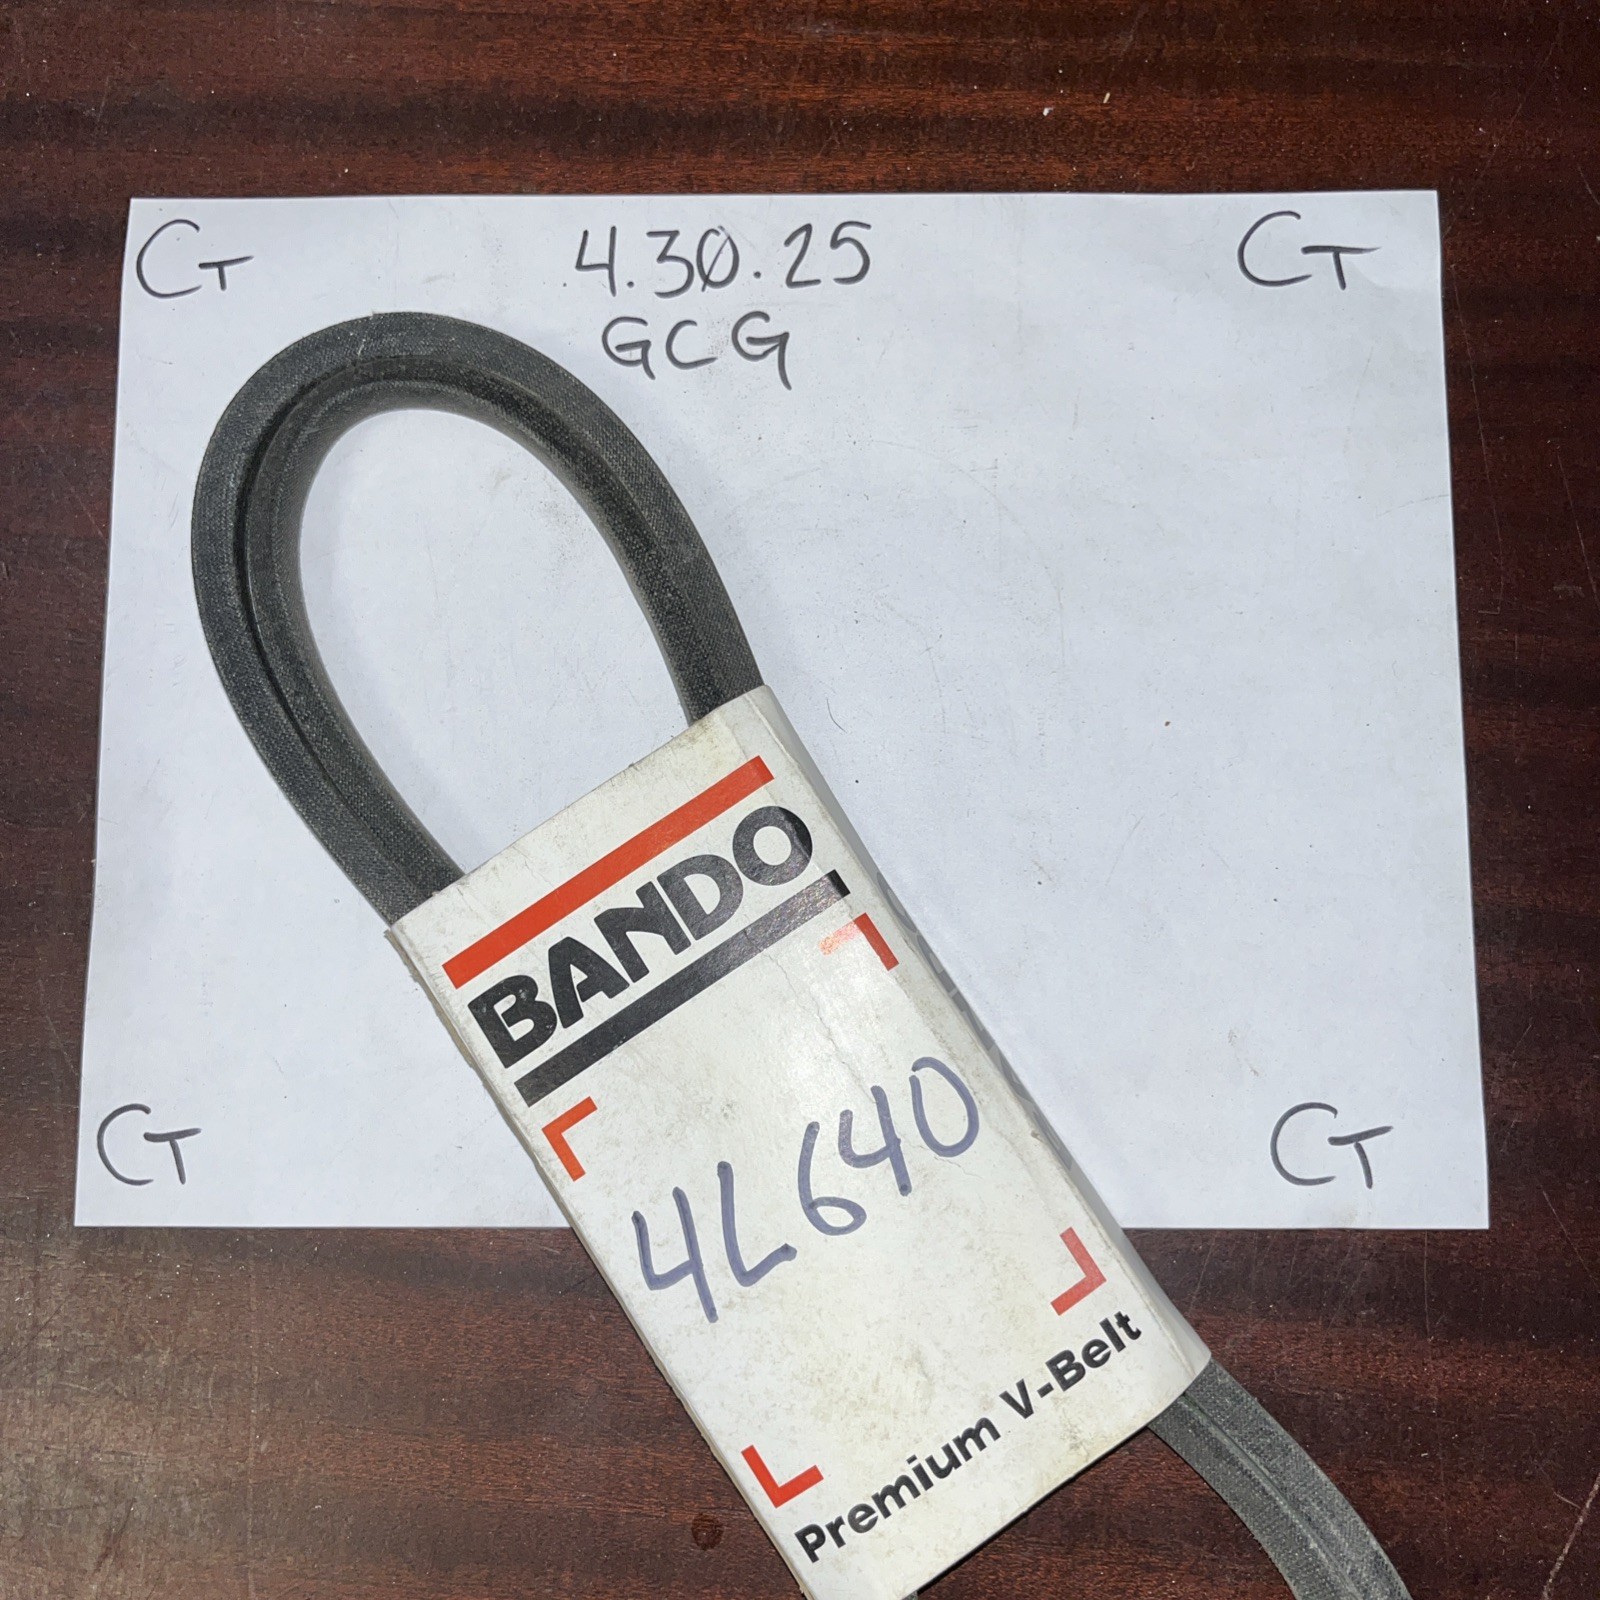 CT 4.30.25 CT
GCG
BANDO
4L640
Premium V-Belt
CT CT